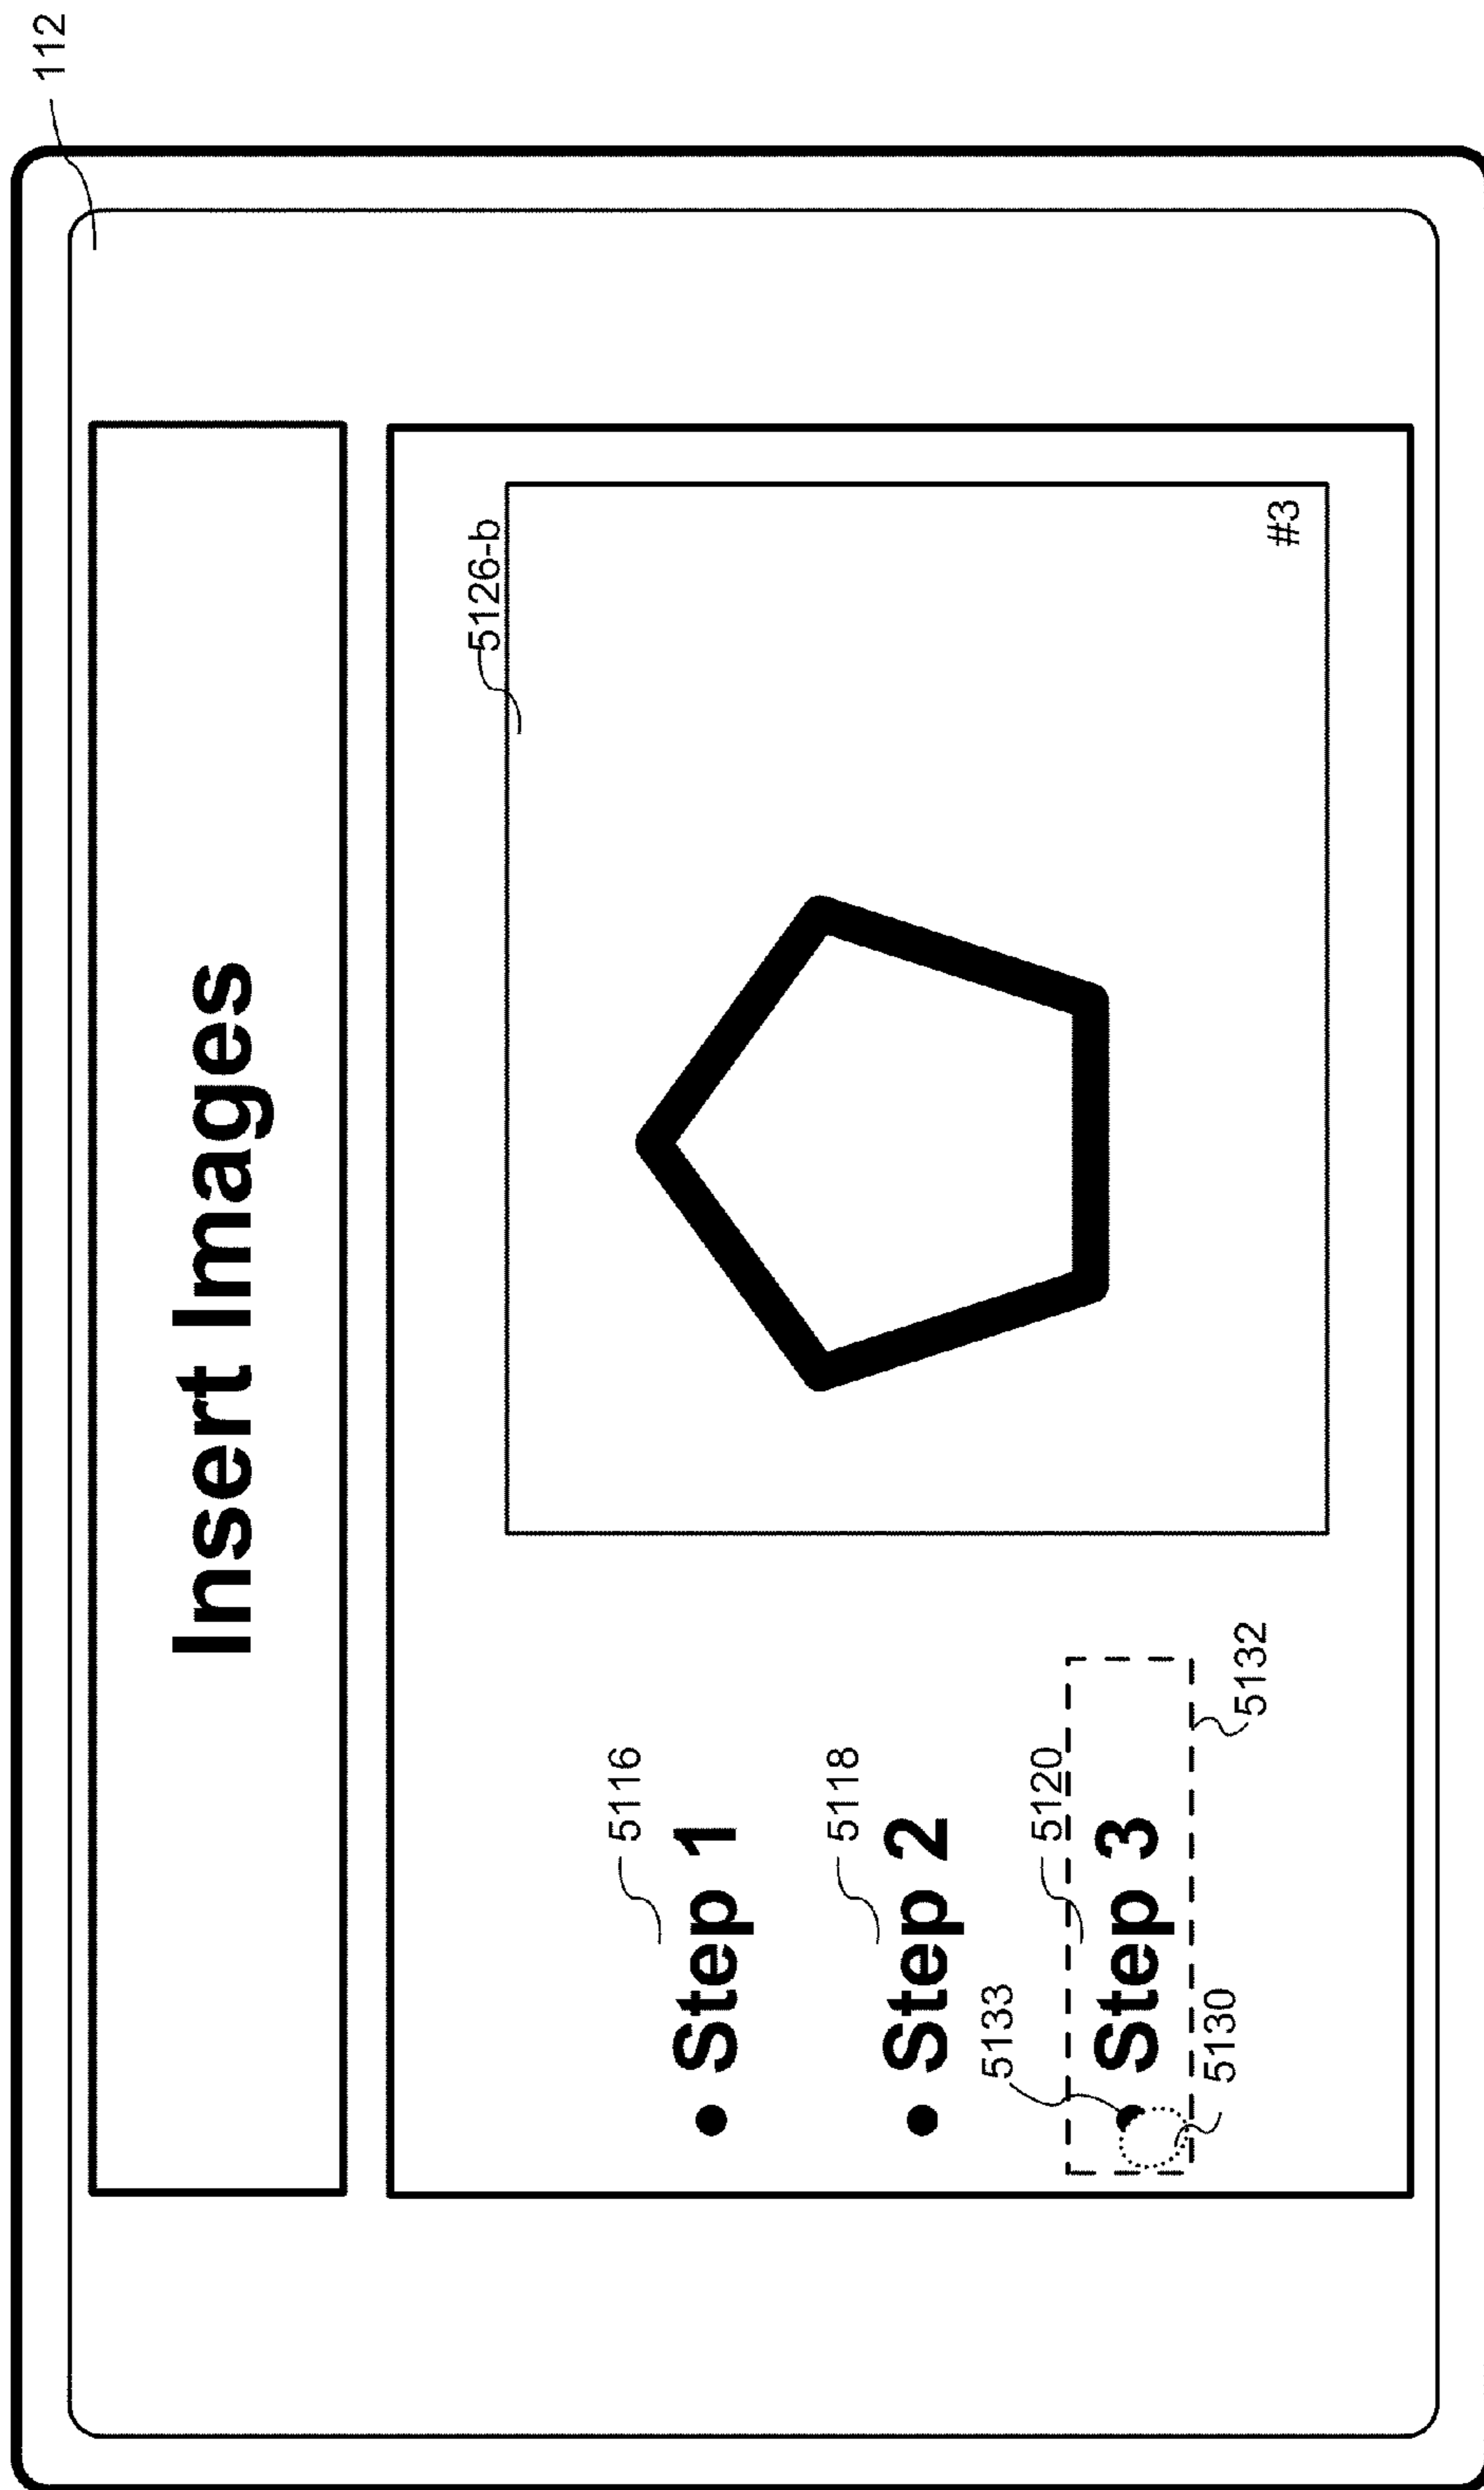 112
Insert Images
5126-b
5116
• Step 1
5118
• Step 2
5133
5120
• Step 3
5130
5132
#3